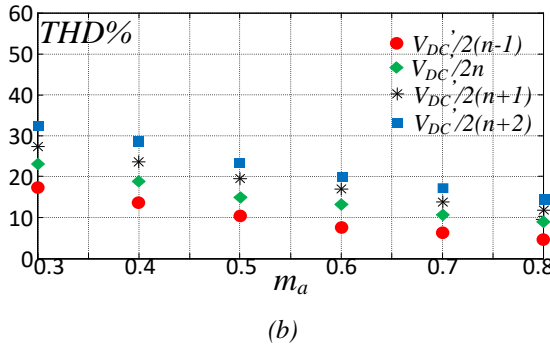 60
THD%
50
40
30
20
10
0
V_DC'/2(n-1)
V_DC'/2n
V_DC'/2(n+1)
V_DC'/2(n+2)
0.3 0.4 0.5 0.6 0.7 0.8
m_a
(b)